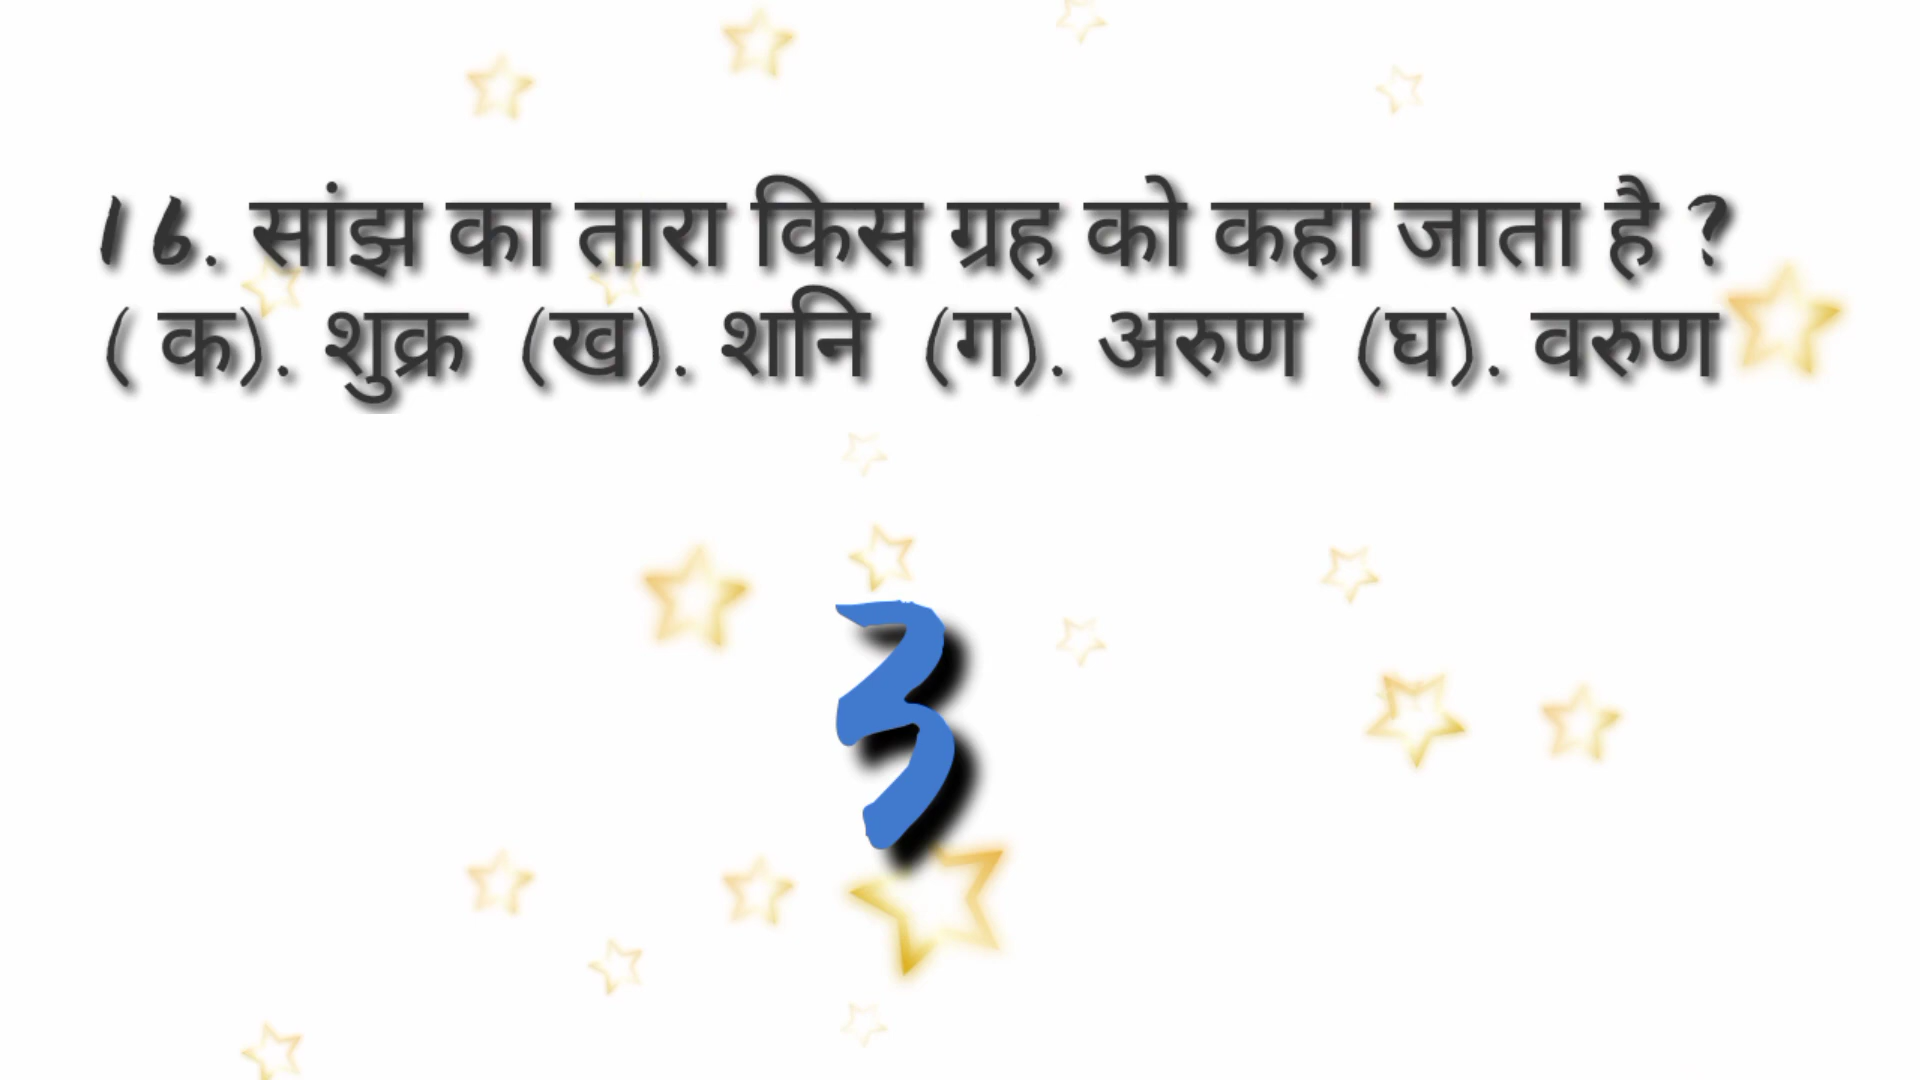 16. सांझ का तारा किस ग्रह को कहा जाता है ?
( क). शुक्र (ख). शनि (ग). अरुण (घ). वरुण
3